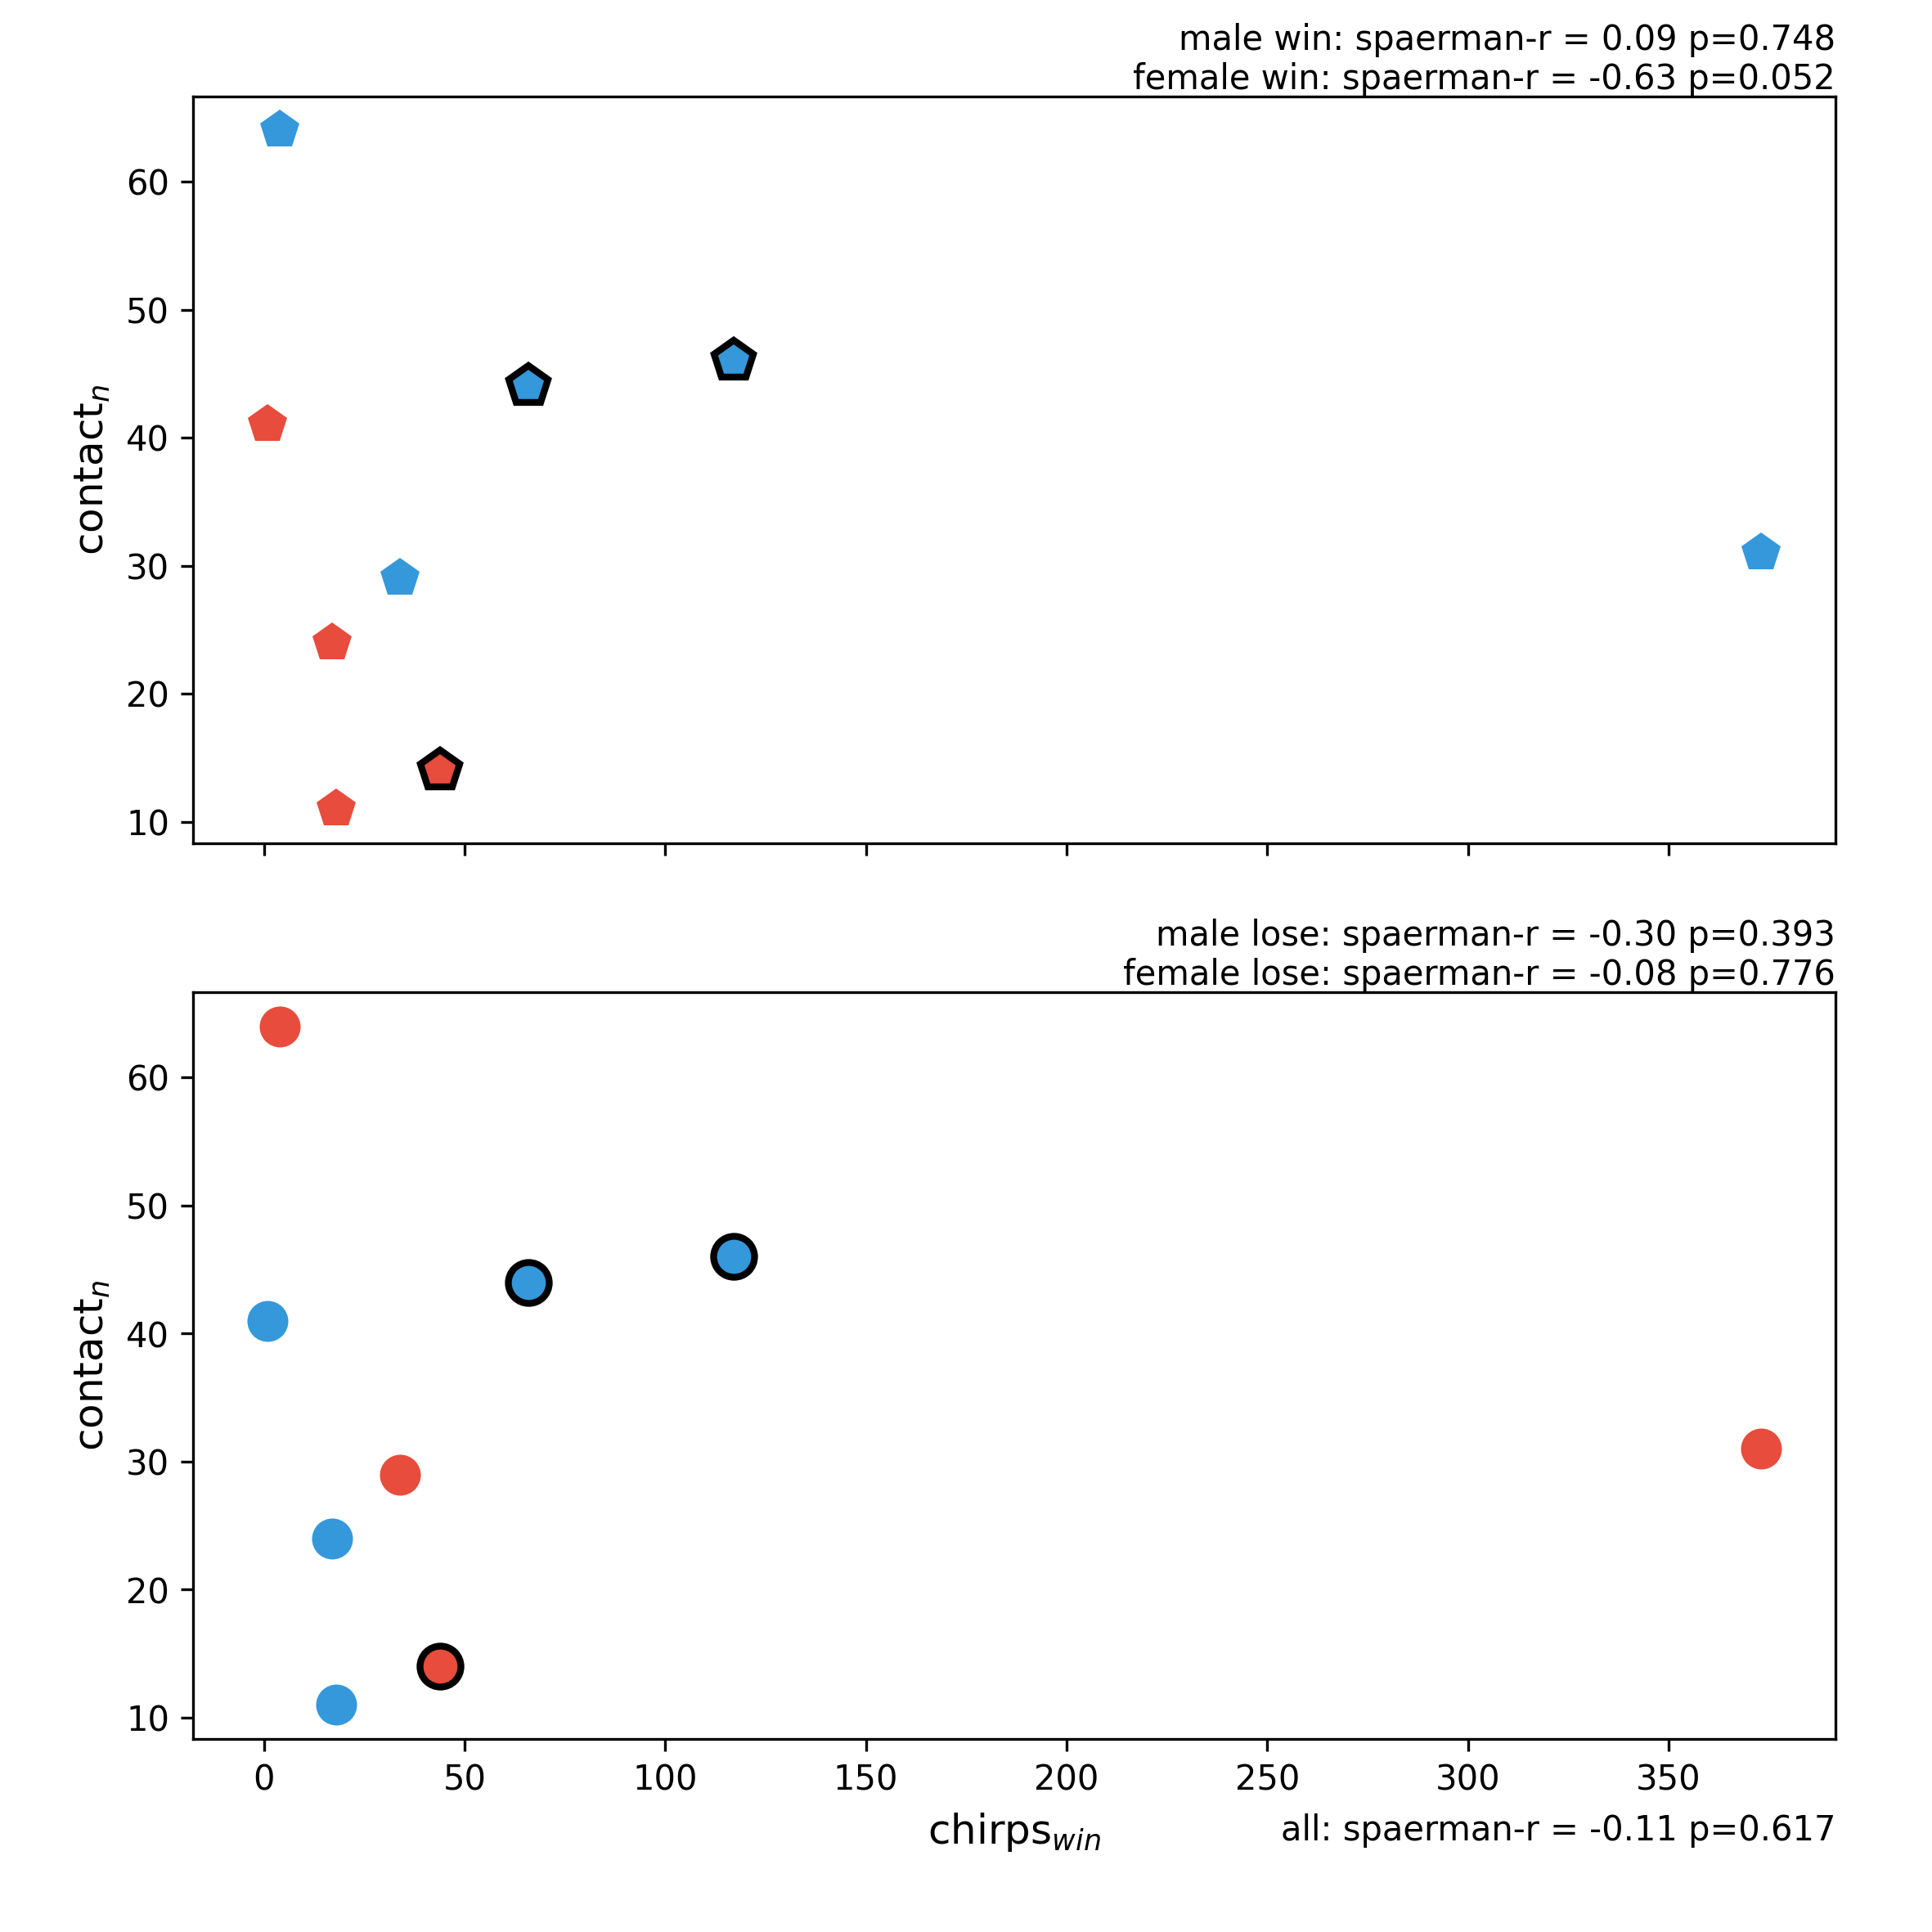 male win: spaerman-r = 0.09 p=0.748
female win: spaerman-r = -0.63 p=0.052
60
50
40
30
20
10
contactₙ
male lose: spaerman-r = -0.30 p=0.393
female lose: spaerman-r = -0.08 p=0.776
60
50
40
30
20
10
contactₙ
0 50 100 150 200 250 300 350
chirps_win
all: spaerman-r = -0.11 p=0.617